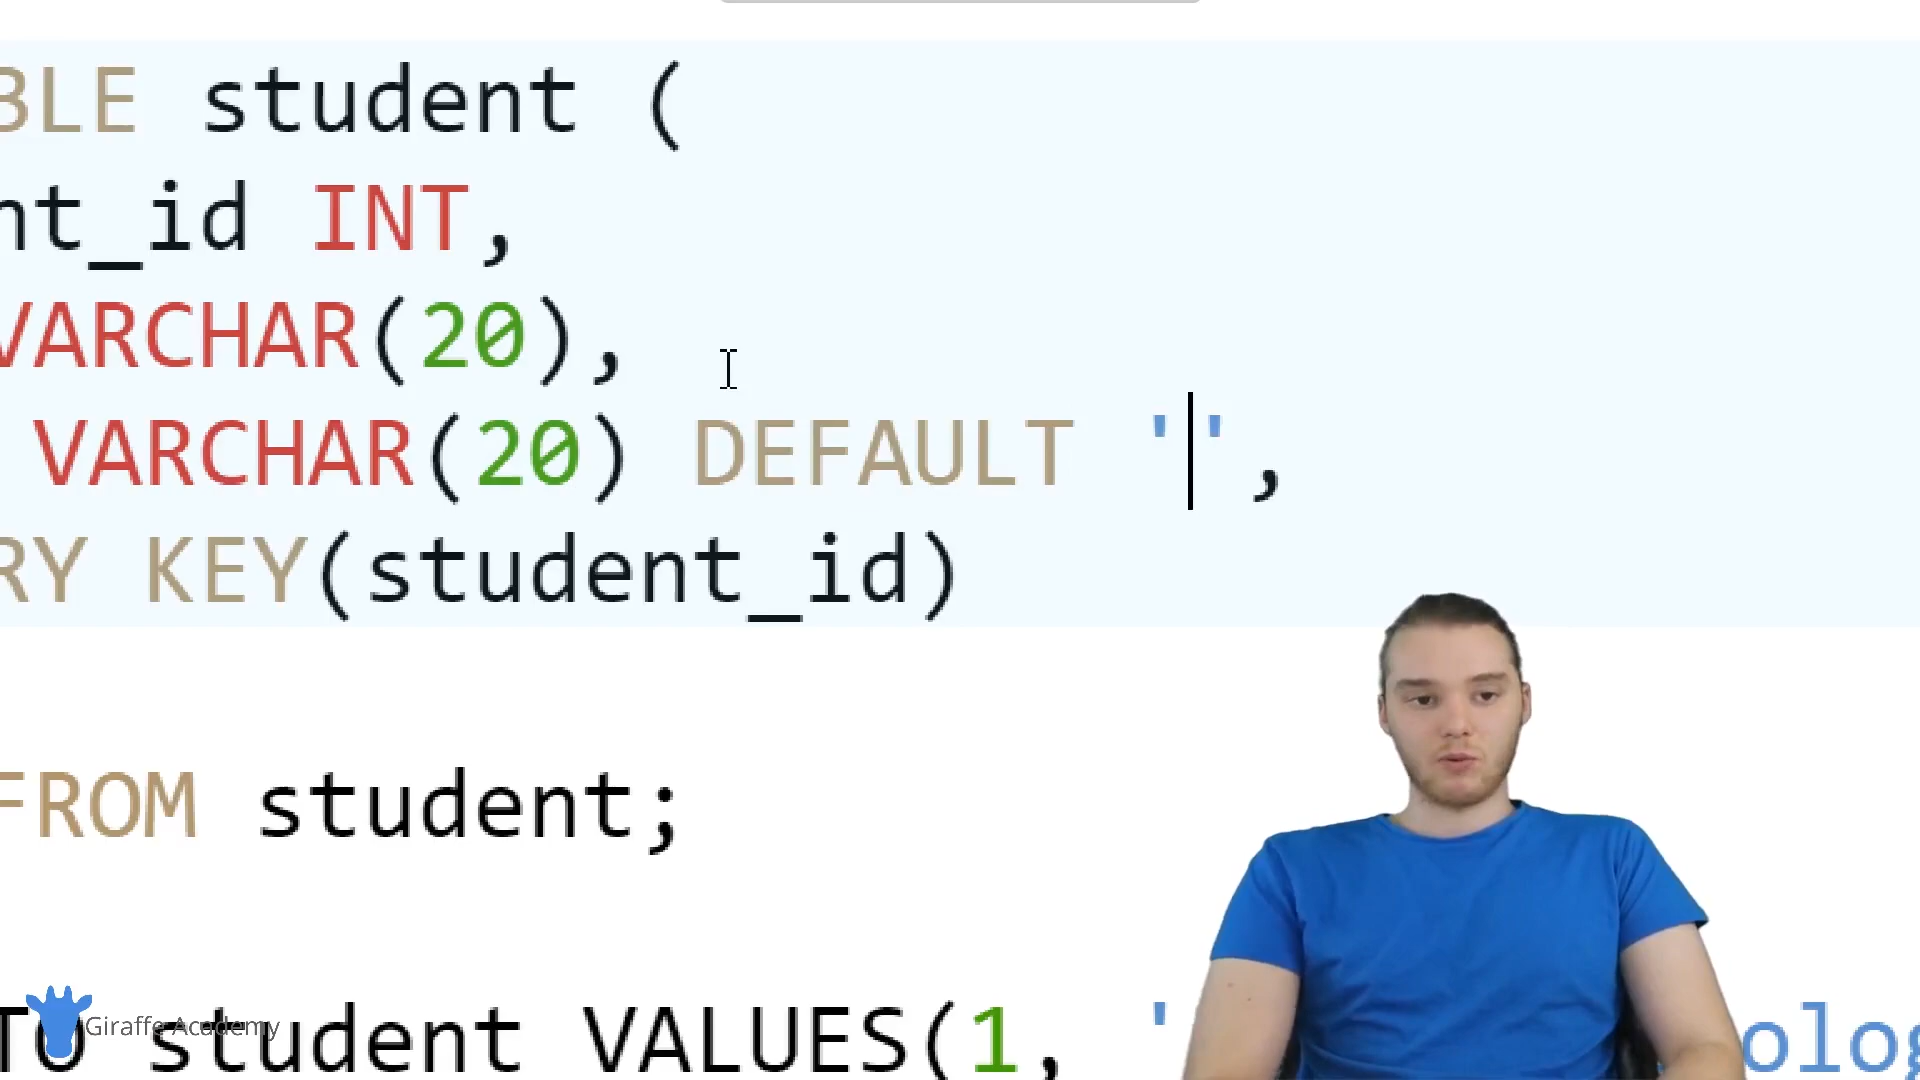 BLE student (
nt_id INT,
VARCHAR(20),
VARCHAR(20) DEFAULT '',
RY KEY(student_id)
FROM student;
TO student VALUES(1, ' olog
Giraffe Academy